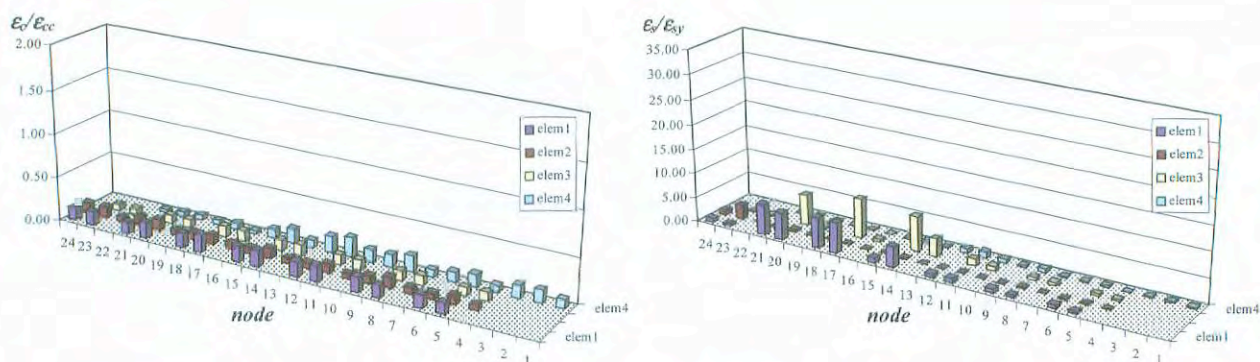 εc/εcc
2.00
1.50
1.00
0.50
0.00
elem1
elem2
elem3
elem4
24 23 22 21 20 19 18 17 16 15 14 13 12 11 10 9 8 7 6 5 4 3 2 1
node
elem4
elem1
εs/εsy
35.00
30.00
25.00
20.00
15.00
10.00
5.00
0.00
elem1
elem2
elem3
elem4
24 23 22 21 20 19 18 17 16 15 14 13 12 11 10 9 8 7 6 5 4 3 2 1
node
elem4
elem1